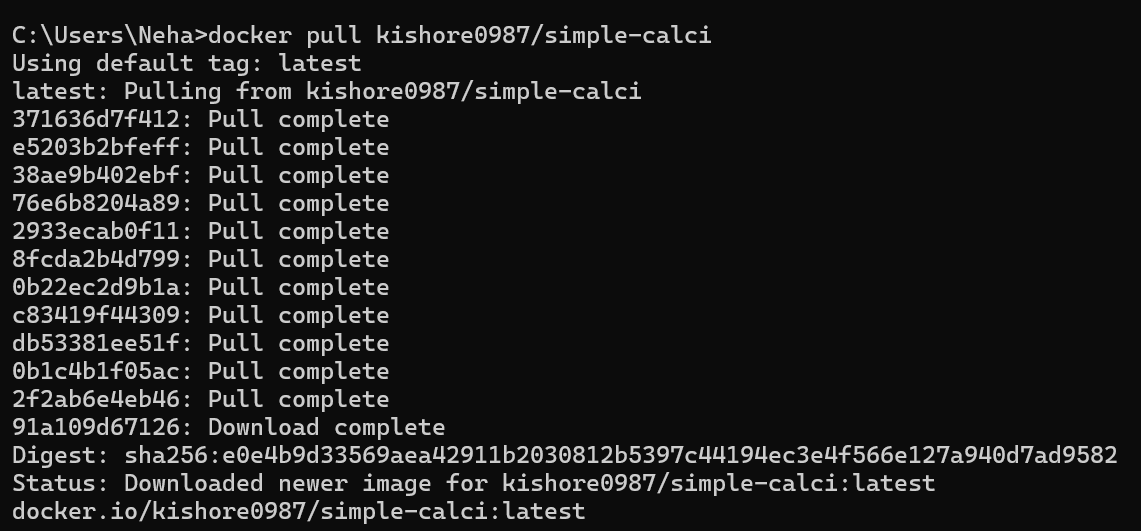 C:\Users\Neha>docker pull kishore0987/simple-calci
Using default tag: latest
latest: Pulling from kishore0987/simple-calci
371636d7f412: Pull complete
e5203b2bfeff: Pull complete
38ae9b402ebf: Pull complete
76e6b8204a89: Pull complete
2933ecab0f11: Pull complete
8fcda2b4d799: Pull complete
0b22ec2d9b1a: Pull complete
c83419f44309: Pull complete
db53381ee51f: Pull complete
0b1c4b1f05ac: Pull complete
2f2ab6e4eb46: Pull complete
91a109d67126: Download complete
Digest: sha256:e0e4b9d33569aea42911b2030812b5397c44194ec3e4f566e127a940d7ad9582
Status: Downloaded newer image for kishore0987/simple-calci:latest
docker.io/kishore0987/simple-calci:latest